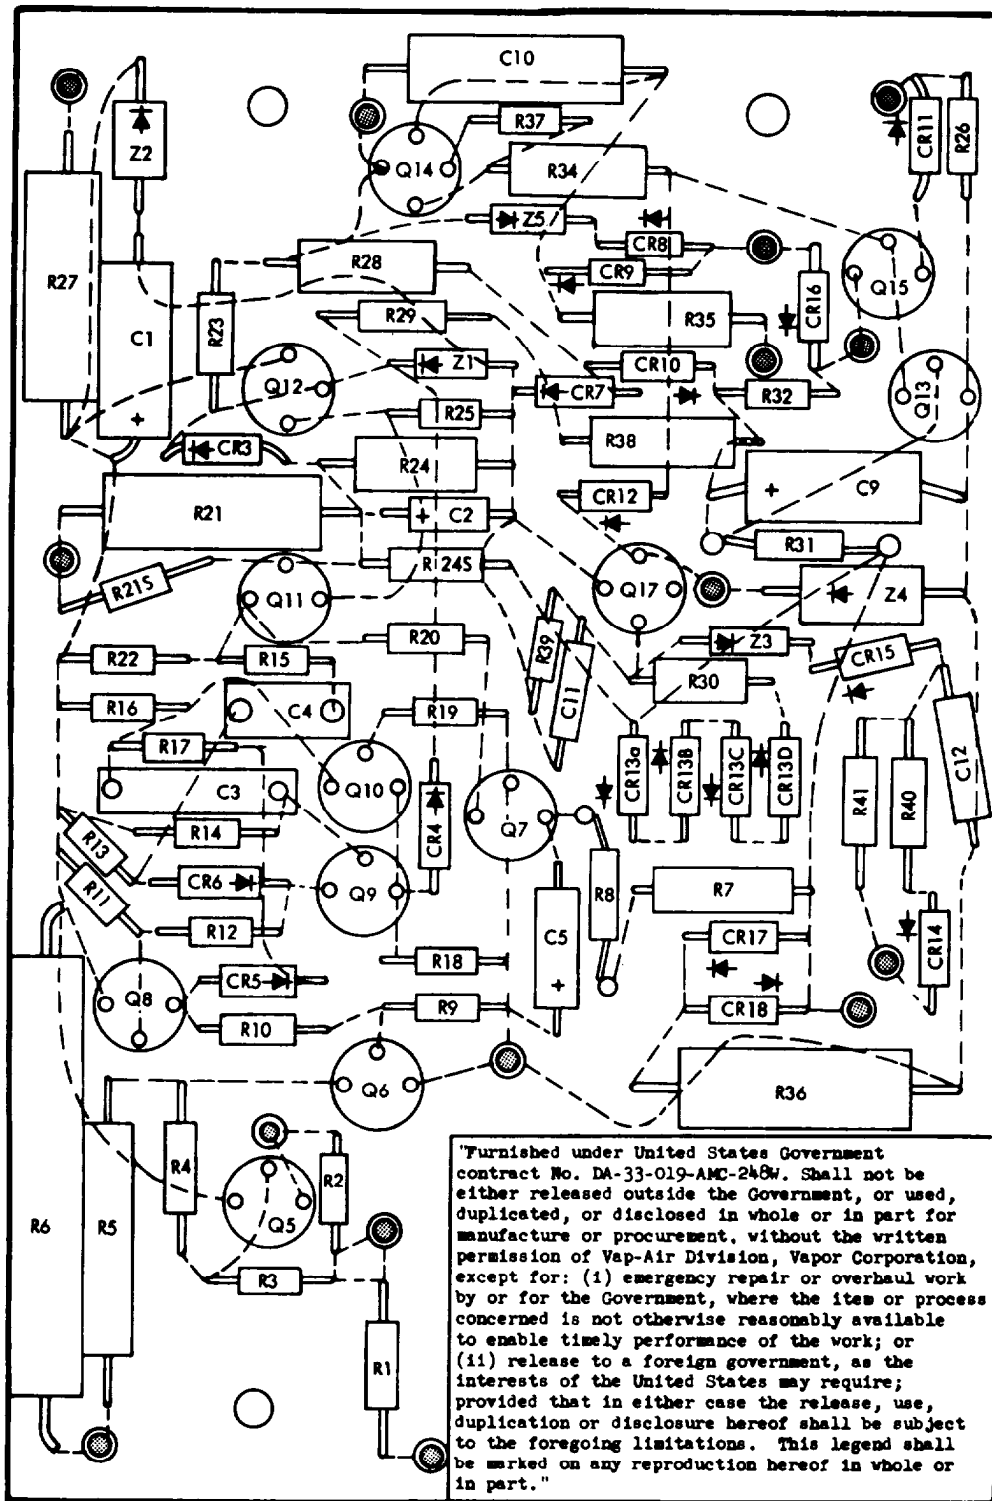 C10
R37
Z2
Q14
R34
CR11
R26
Z5
CR8
R27
R28
CR9
Q15
C1
R23
R29
R35
CR16
Z1
CR10
Q12
CR7
R32
Q13
R25
+
CR3
R24
R38
C9
+
R21
+
C2
CR12
R31
R24S
R21S
Q11
Q17
Z4
R20
R39
Z3
R22
R15
CR15
R30
C11
R16
C4
R19
C12
R17
CR13a
CR13B
CR13C
CR13D
C3
Q10
R41
R40
R14
CR4
Q7
R13
CR6
Q9
R8
R7
R11
R12
C5
CR17
CR14
R18
CR5
+
Q8
R10
R9
CR18
Q6
R36
R4
R2
Q5
R6
R5
R3
R1
"Furnished under United States Government
contract No. DA-33-019-AMC-248W. Shall not be
either released outside the Government, or used,
duplicated, or disclosed in whole or in part for
manufacture or procurement, without the written
permission of Vap-Air Division, Vapor Corporation,
except for: (i) emergency repair or overhaul work
by or for the Government, where the item or process
concerned is not otherwise reasonably available
to enable timely performance of the work; or
(ii) release to a foreign government, as the
interests of the United States may require;
provided that in either case the release, use,
duplication or disclosure hereof shall be subject
to the foregoing limitations. This legend shall
be marked on any reproduction hereof in whole or
in part."